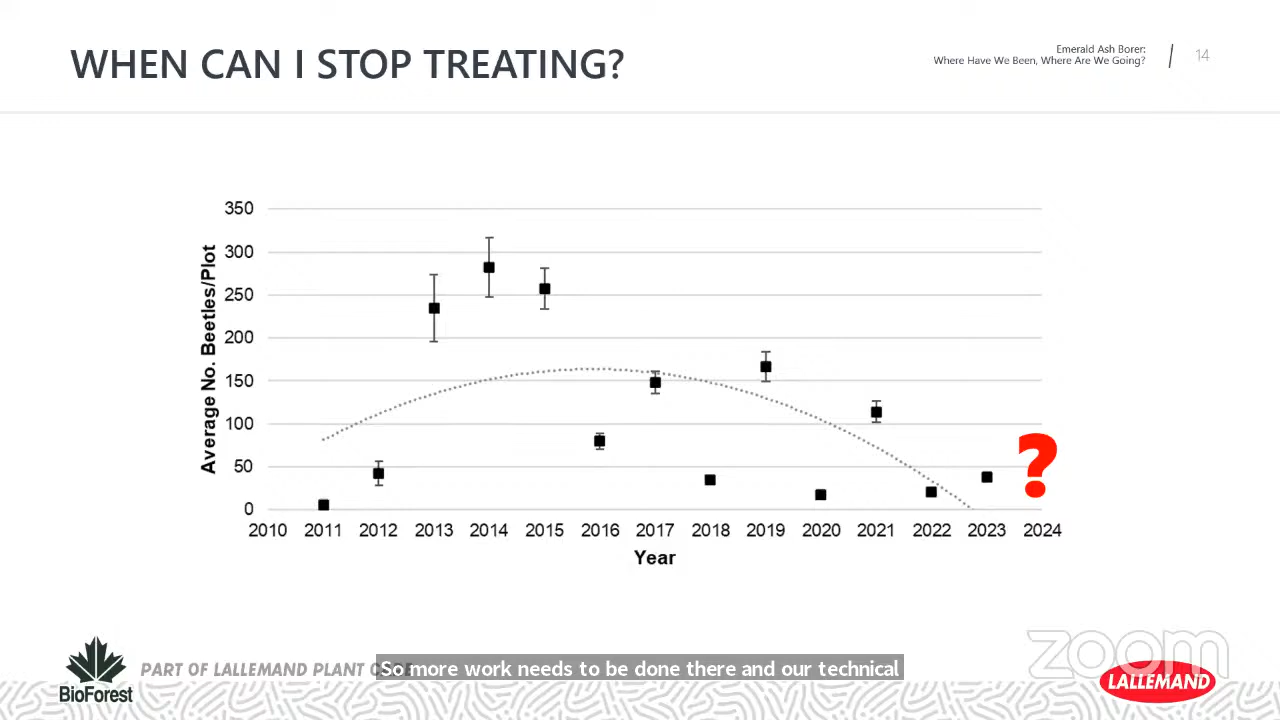 WHEN CAN I STOP TREATING?
Emerald Ash Borer:
Where Have We Been, Where Are We Going?
14
350
300
250
200
150
100
50
0
Average No. Beetles/Plot
2010 2011 2012 2013 2014 2015 2016 2017 2018 2019 2020 2021 2022 2023 2024
Year
?
zoom
BioForest
PART OF LALLEMAND PLANT
So more work needs to be done there and our technical
LALLEMAND